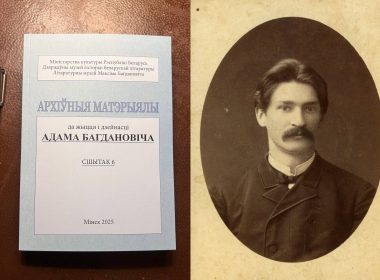 Міністэрства культуры Рэспублікі Беларусь
Дзяржаўны музей гісторыі беларускай літаратуры
Літаратурны музей Максіма Багдановіча
АРХІЎНЫЯ МАТЭРЫЯЛЫ
да жыцця і дзейнасці
АДАМА БАГДАНОВІЧА
СШЫТАК 6
Мінск 2025